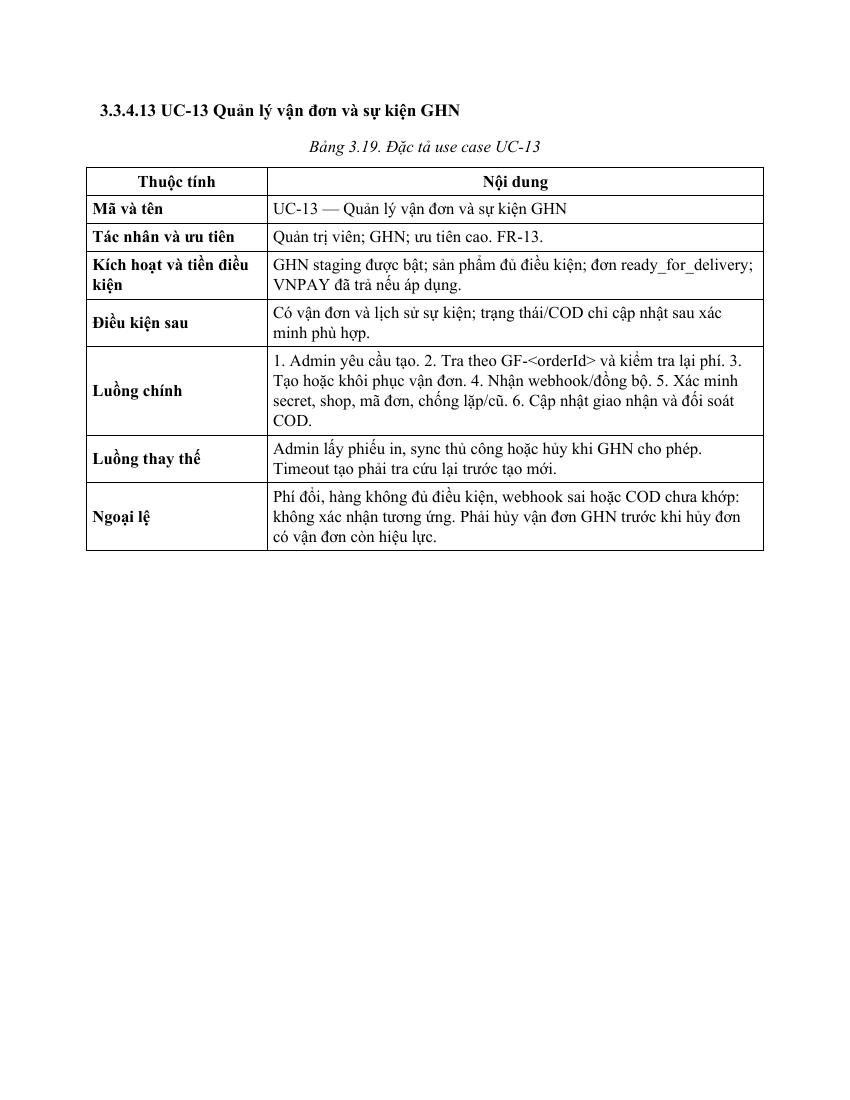 3.3.4.13 UC-13 Quản lý vận đơn và sự kiện GHN
Bảng 3.19. Đặc tả use case UC-13
Thuộc tính
Nội dung
Mã và tên
UC-13 — Quản lý vận đơn và sự kiện GHN
Tác nhân và ưu tiên
Quản trị viên; GHN; ưu tiên cao. FR-13.
Kích hoạt và tiền điều
kiện
GHN staging được bật; sản phẩm đủ điều kiện; đơn ready_for_delivery;
VNPAY đã trả nếu áp dụng.
Điều kiện sau
Có vận đơn và lịch sử sự kiện; trạng thái/COD chỉ cập nhật sau xác
minh phù hợp.
Luồng chính
1. Admin yêu cầu tạo. 2. Tra theo GF-<orderId> và kiểm tra lại phí. 3.
Tạo hoặc khôi phục vận đơn. 4. Nhận webhook/đồng bộ. 5. Xác minh
secret, shop, mã đơn, chống lặp/cũ. 6. Cập nhật giao nhận và đối soát
COD.
Luồng thay thế
Admin lấy phiếu in, sync thủ công hoặc hủy khi GHN cho phép.
Timeout tạo phải tra cứu lại trước tạo mới.
Ngoại lệ
Phí đổi, hàng không đủ điều kiện, webhook sai hoặc COD chưa khớp:
không xác nhận tương ứng. Phải hủy vận đơn GHN trước khi hủy đơn
có vận đơn còn hiệu lực.